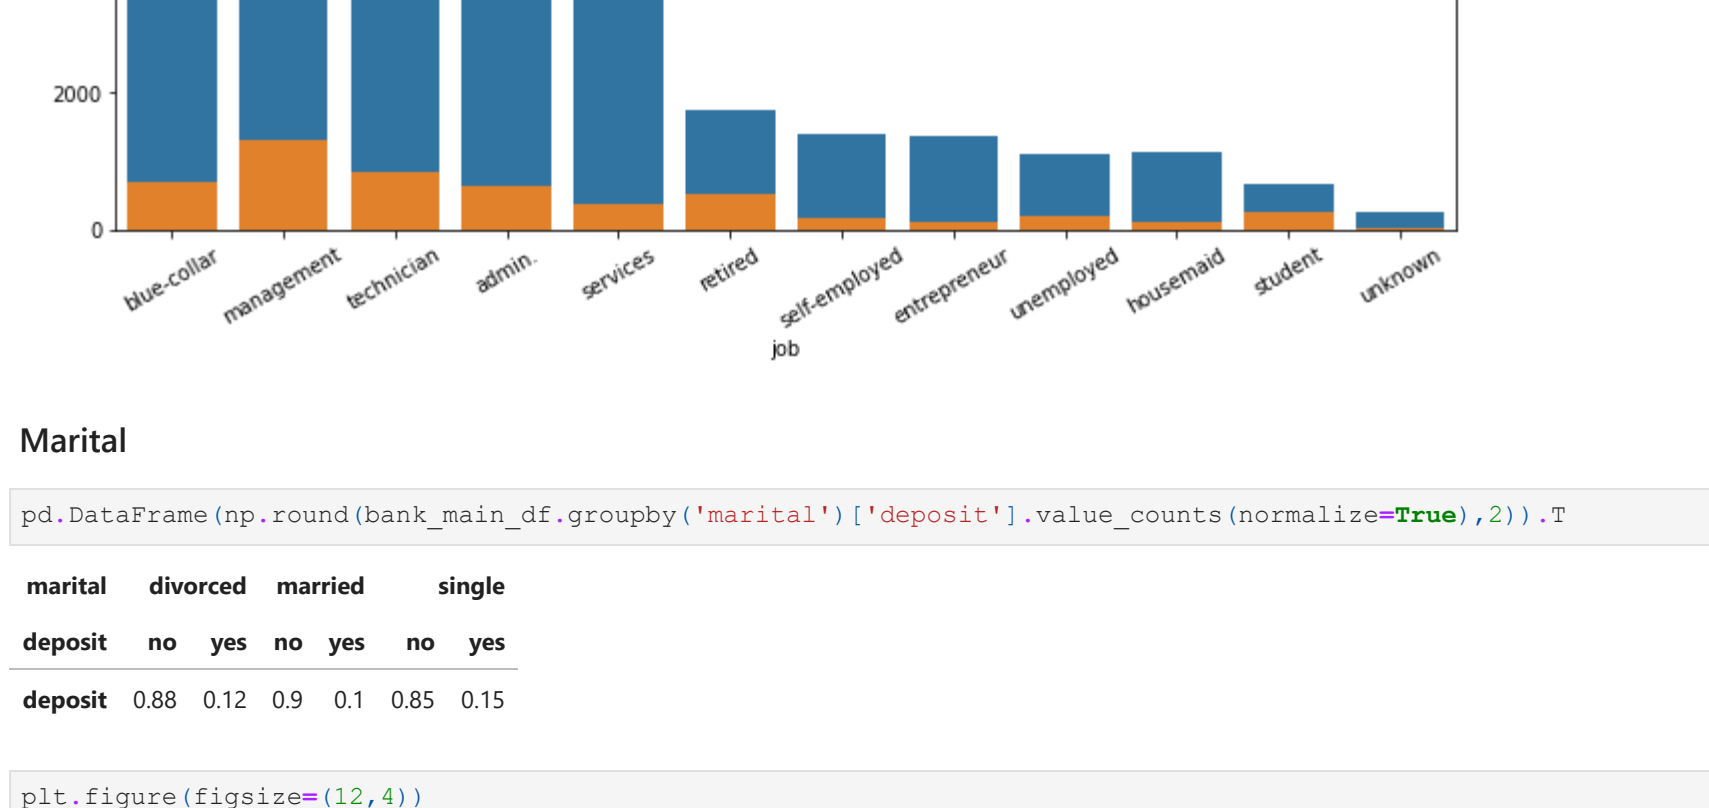 2000
0
blue-collar management technician admin. services retired self-employed entrepreneur unemployed housemaid student unknown
job
Marital
pd.DataFrame(np.round(bank_main_df.groupby('marital')['deposit'].value_counts(normalize=True),2)).T
marital divorced married single
deposit no yes no yes no yes
deposit 0.88 0.12 0.9 0.1 0.85 0.15
plt.figure(figsize=(12,4))